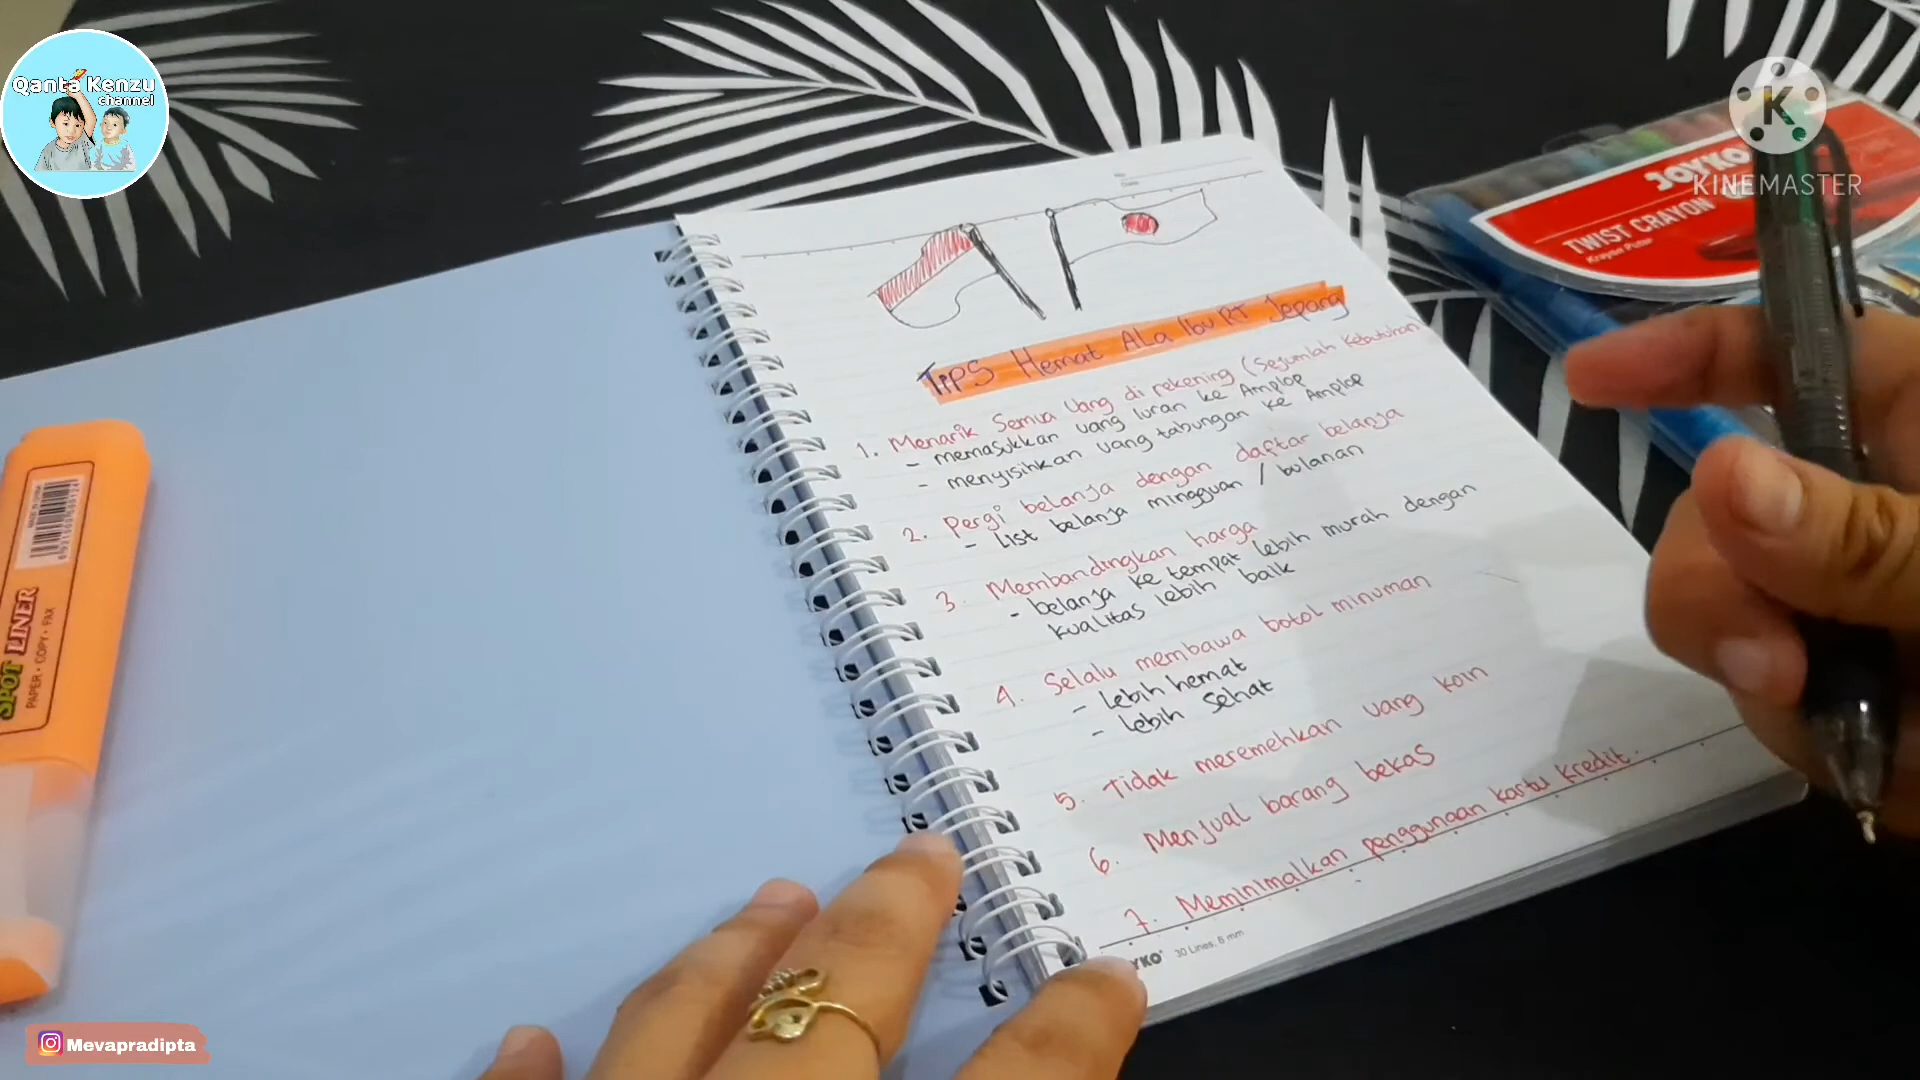 Qanta Kenzu
channel
KINEMASTER
JOYKO
TWIST CRAYON
Krayon Putar
TIPS Hemat ALa Ibu RT Jepang
1. Menarik Semua Uang di rekening (Sejumlah Kebutuhan
- memasukkan uang Iuran ke Amplop
- menyisihkan uang tabungan ke Amplop
2. Pergi belanja dengan daftar belanja
- List belanja mingguan / bulanan
3. Membandingkan harga
- belanja ke tempat lebih murah dengan
kualitas lebih baik
4. Selalu membawa botol minuman
- Lebih hemat
- Lebih Sehat
5. Tidak meremehkan uang koin
6. Menjual barang bekas
7. Meminimalkan penggunaan kartu kredit.
YKO 30 Lines, 8 mm
SPOT LINER
PAPER • COPY • FAX
Mevapradipta